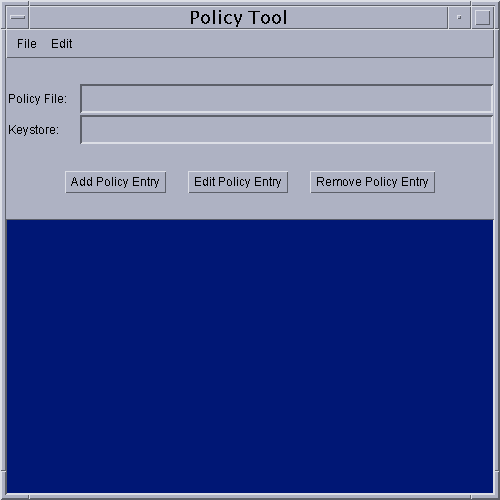 Policy Tool
File Edit
Policy File:
Keystore:
Add Policy Entry Edit Policy Entry Remove Policy Entry